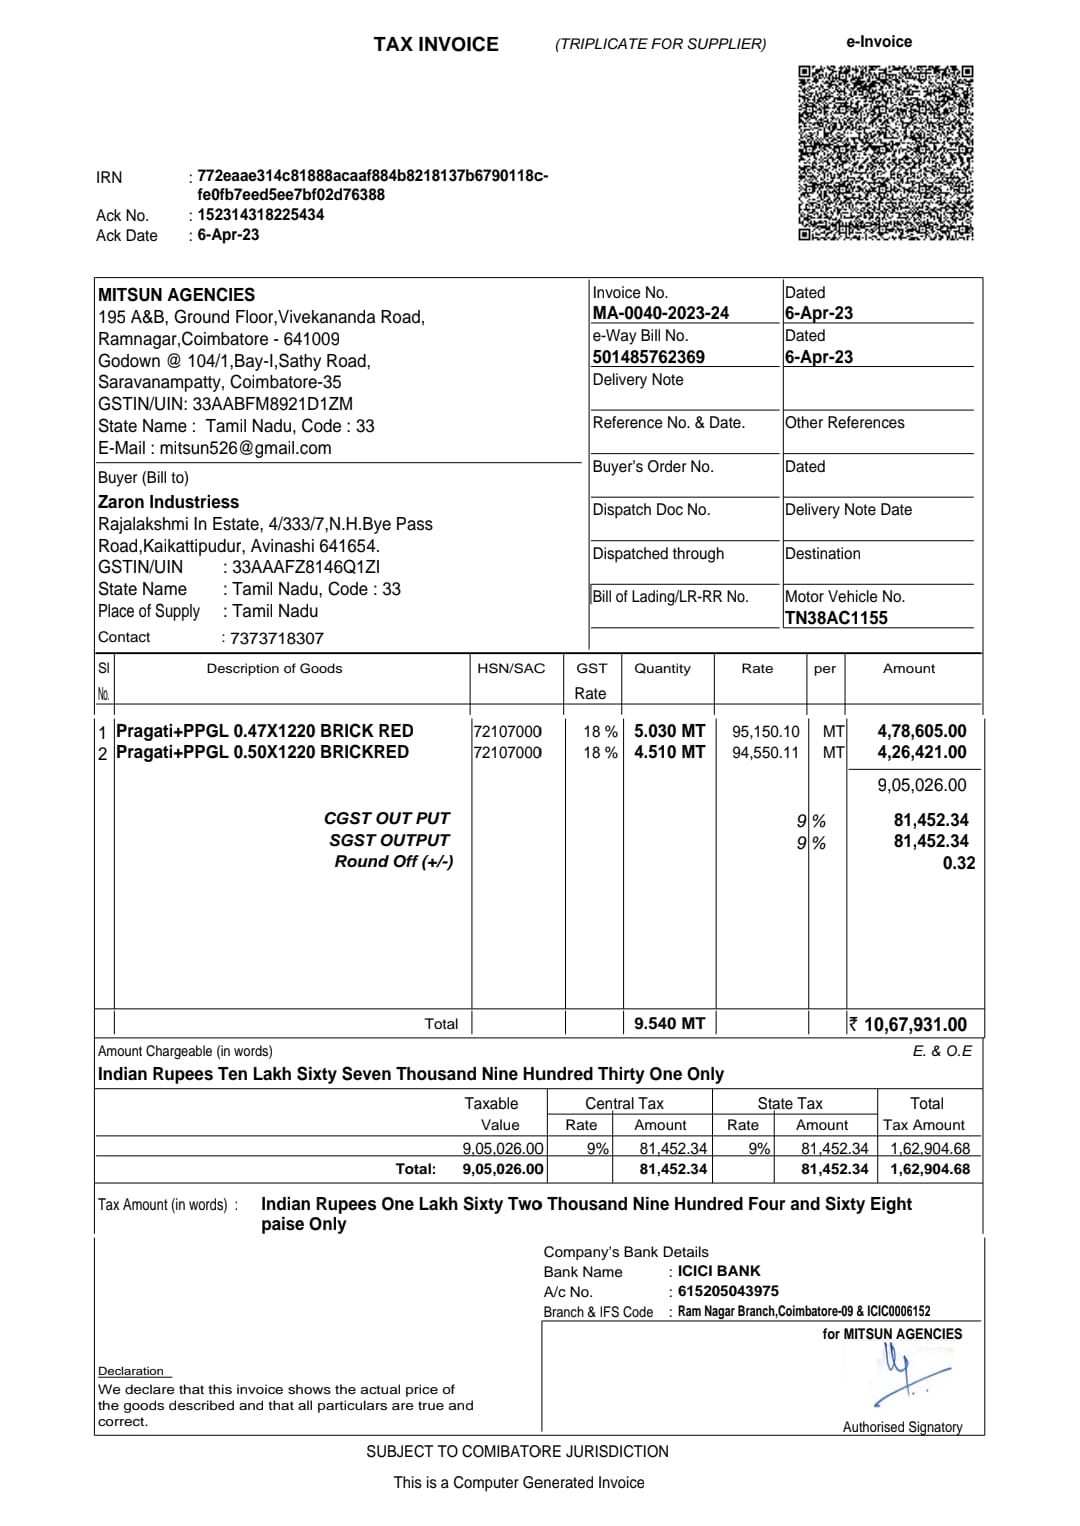 TAX INVOICE (TRIPLICATE FOR SUPPLIER) e-Invoice
IRN : 772eaae314c81888acaaf884b8218137b6790118c-
fe0fb7eed5ee7bf02d76388
Ack No. : 152314318225434
Ack Date : 6-Apr-23
MITSUN AGENCIES
195 A&B, Ground Floor,Vivekananda Road,
Ramnagar,Coimbatore - 641009
Godown @ 104/1,Bay-I,Sathy Road,
Saravanampatty, Coimbatore-35
GSTIN/UIN: 33AABFM8921D1ZM
State Name : Tamil Nadu, Code : 33
E-Mail : mitsun526@gmail.com
Invoice No. Dated
MA-0040-2023-24 6-Apr-23
e-Way Bill No. Dated
501485762369 6-Apr-23
Delivery Note
Reference No. & Date. Other References
Buyer's Order No. Dated
Dispatch Doc No. Delivery Note Date
Dispatched through Destination
Bill of Lading/LR-RR No. Motor Vehicle No.
TN38AC1155
Buyer (Bill to)
Zaron Industriess
Rajalakshmi In Estate, 4/333/7,N.H.Bye Pass
Road,Kaikattipudur, Avinashi 641654.
GSTIN/UIN : 33AAAFZ8146Q1ZI
State Name : Tamil Nadu, Code : 33
Place of Supply : Tamil Nadu
Contact : 7373718307
Sl Description of Goods HSN/SAC GST Quantity Rate per Amount
No. Rate
1 Pragati+PPGL 0.47X1220 BRICK RED 72107000 18 % 5.030 MT 95,150.10 MT 4,78,605.00
2 Pragati+PPGL 0.50X1220 BRICKRED 72107000 18 % 4.510 MT 94,550.11 MT 4,26,421.00
9,05,026.00
CGST OUT PUT 9 % 81,452.34
SGST OUTPUT 9 % 81,452.34
Round Off (+/-) 0.32
Total 9.540 MT ₹ 10,67,931.00
Amount Chargeable (in words) E. & O.E
Indian Rupees Ten Lakh Sixty Seven Thousand Nine Hundred Thirty One Only
Taxable Central Tax State Tax Total
Value Rate Amount Rate Amount Tax Amount
9,05,026.00 9% 81,452.34 9% 81,452.34 1,62,904.68
Total: 9,05,026.00 81,452.34 81,452.34 1,62,904.68
Tax Amount (in words) : Indian Rupees One Lakh Sixty Two Thousand Nine Hundred Four and Sixty Eight
paise Only
Company's Bank Details
Bank Name : ICICI BANK
A/c No. : 615205043975
Branch & IFS Code : Ram Nagar Branch,Coimbatore-09 & ICIC0006152
for MITSUN AGENCIES
Declaration
We declare that this invoice shows the actual price of
the goods described and that all particulars are true and
correct.
Authorised Signatory
SUBJECT TO COMIBATORE JURISDICTION
This is a Computer Generated Invoice